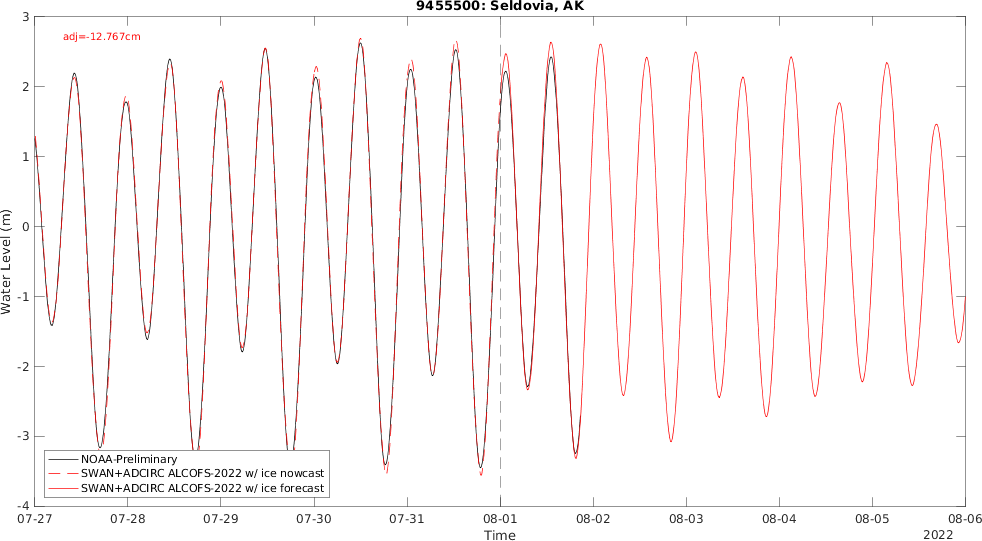 9455500: Seldovia, AK
adj=-12.767cm
3
2
1
0
-1
-2
-3
-4
Water Level (m)
NOAA-Preliminary
SWAN+ADCIRC ALCOFS-2022 w/ ice nowcast
SWAN+ADCIRC ALCOFS-2022 w/ ice forecast
07-27 07-28 07-29 07-30 07-31 08-01 08-02 08-03 08-04 08-05 08-06
Time
2022